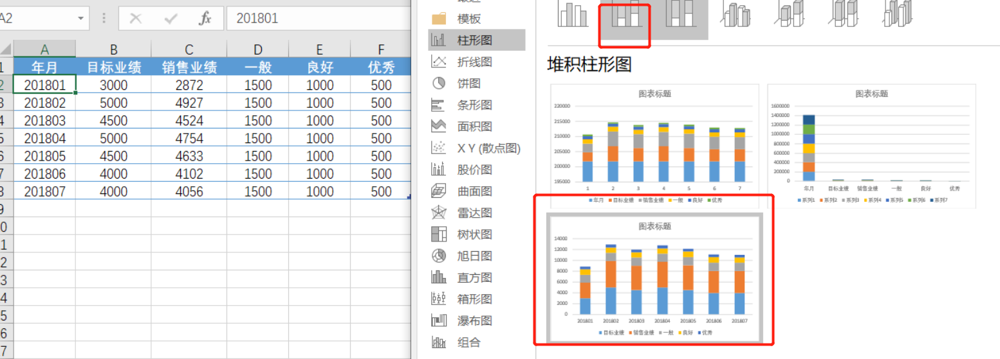 A2 201801
A B C D E F
1 年月 目标业绩 销售业绩 一般 良好 优秀
2 201801 3000 2872 1500 1000 500
3 201802 5000 4927 1500 1000 500
4 201803 4500 4524 1500 1000 500
5 201804 5000 4754 1500 1000 500
6 201805 4500 4633 1500 1000 500
7 201806 4000 4102 1500 1000 500
8 201807 4000 4056 1500 1000 500
9
0
1
2
3
4
5
6
7
模板
柱形图
折线图
饼图
条形图
面积图
X Y (散点图)
股价图
曲面图
雷达图
树状图
旭日图
直方图
箱形图
瀑布图
组合
堆积柱形图
图表标题
220000
215000
210000
205000
200000
195000
1 2 3 4 5 6 7
年月 目标业绩 销售业绩 一般 良好 优秀
图表标题
1600000
1400000
1200000
1000000
800000
600000
400000
200000
0
年月 目标业绩 销售业绩 一般 良好 优秀
系列1 系列2 系列3 系列4 系列5 系列6 系列7
图表标题
14000
12000
10000
8000
6000
4000
2000
0
201801 201802 201803 201804 201805 201806 201807
目标业绩 销售业绩 一般 良好 优秀